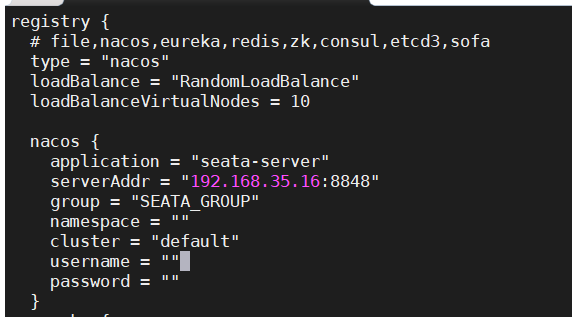 registry {
  # file,nacos,eureka,redis,zk,consul,etcd3,sofa
  type = "nacos"
  loadBalance = "RandomLoadBalance"
  loadBalanceVirtualNodes = 10

  nacos {
    application = "seata-server"
    serverAddr = "192.168.35.16:8848"
    group = "SEATA_GROUP"
    namespace = ""
    cluster = "default"
    username = ""
    password = ""
  }